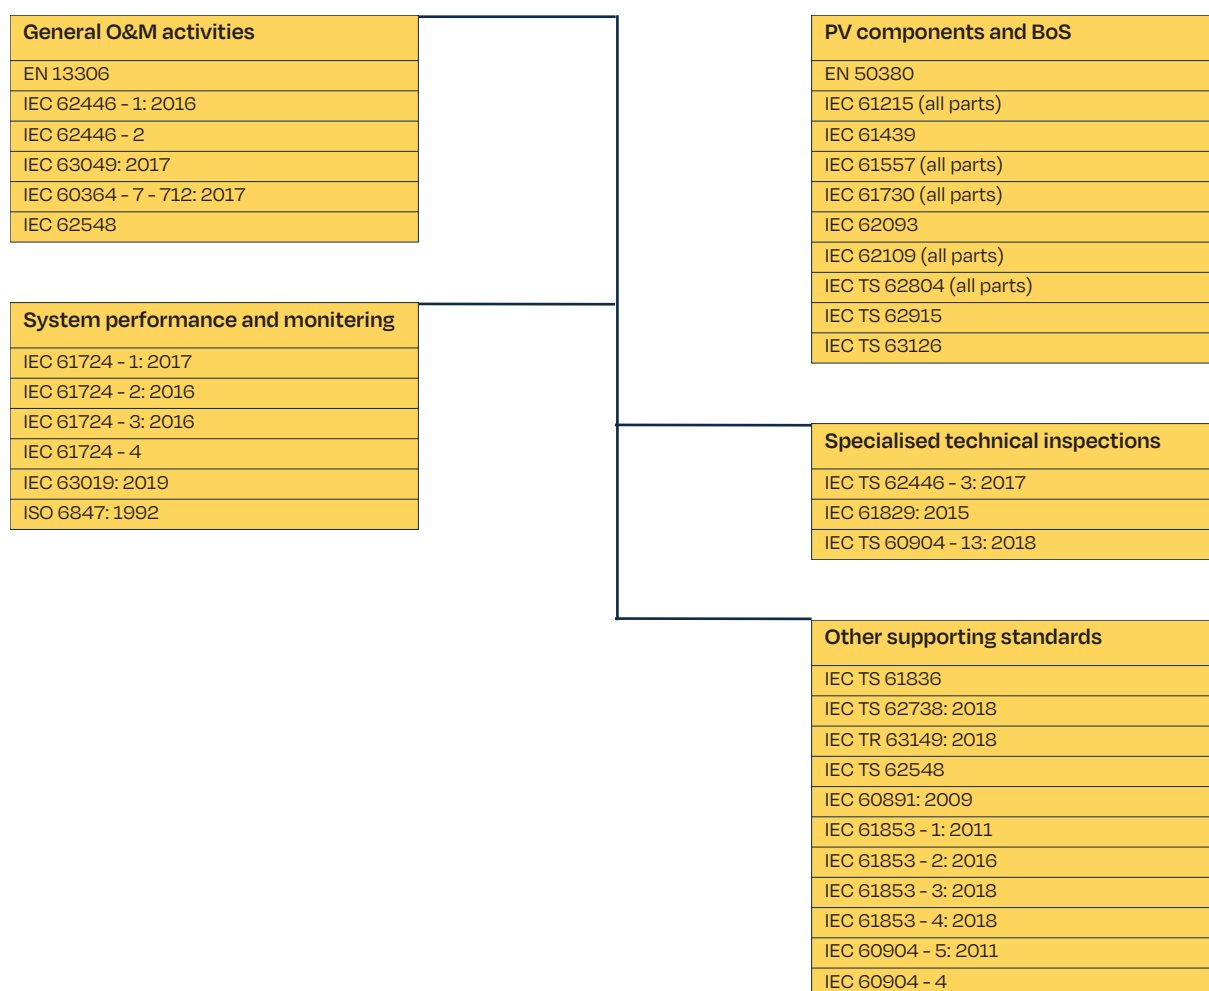 General O&M activities
EN 13306
IEC 62446 - 1: 2016
IEC 62446 - 2
IEC 63049: 2017
IEC 60364 - 7 - 712: 2017
IEC 62548
System performance and monitering
IEC 61724 - 1: 2017
IEC 61724 - 2: 2016
IEC 61724 - 3: 2016
IEC 61724 - 4
IEC 63019: 2019
ISO 6847: 1992
PV components and BoS
EN 50380
IEC 61215 (all parts)
IEC 61439
IEC 61557 (all parts)
IEC 61730 (all parts)
IEC 62093
IEC 62109 (all parts)
IEC TS 62804 (all parts)
IEC TS 62915
IEC TS 63126
Specialised technical inspections
IEC TS 62446 - 3: 2017
IEC 61829: 2015
IEC TS 60904 - 13: 2018
Other supporting standards
IEC TS 61836
IEC TS 62738: 2018
IEC TR 63149: 2018
IEC TS 62548
IEC 60891: 2009
IEC 61853 - 1: 2011
IEC 61853 - 2: 2016
IEC 61853 - 3: 2018
IEC 61853 - 4: 2018
IEC 60904 - 5: 2011
IEC 60904 - 4